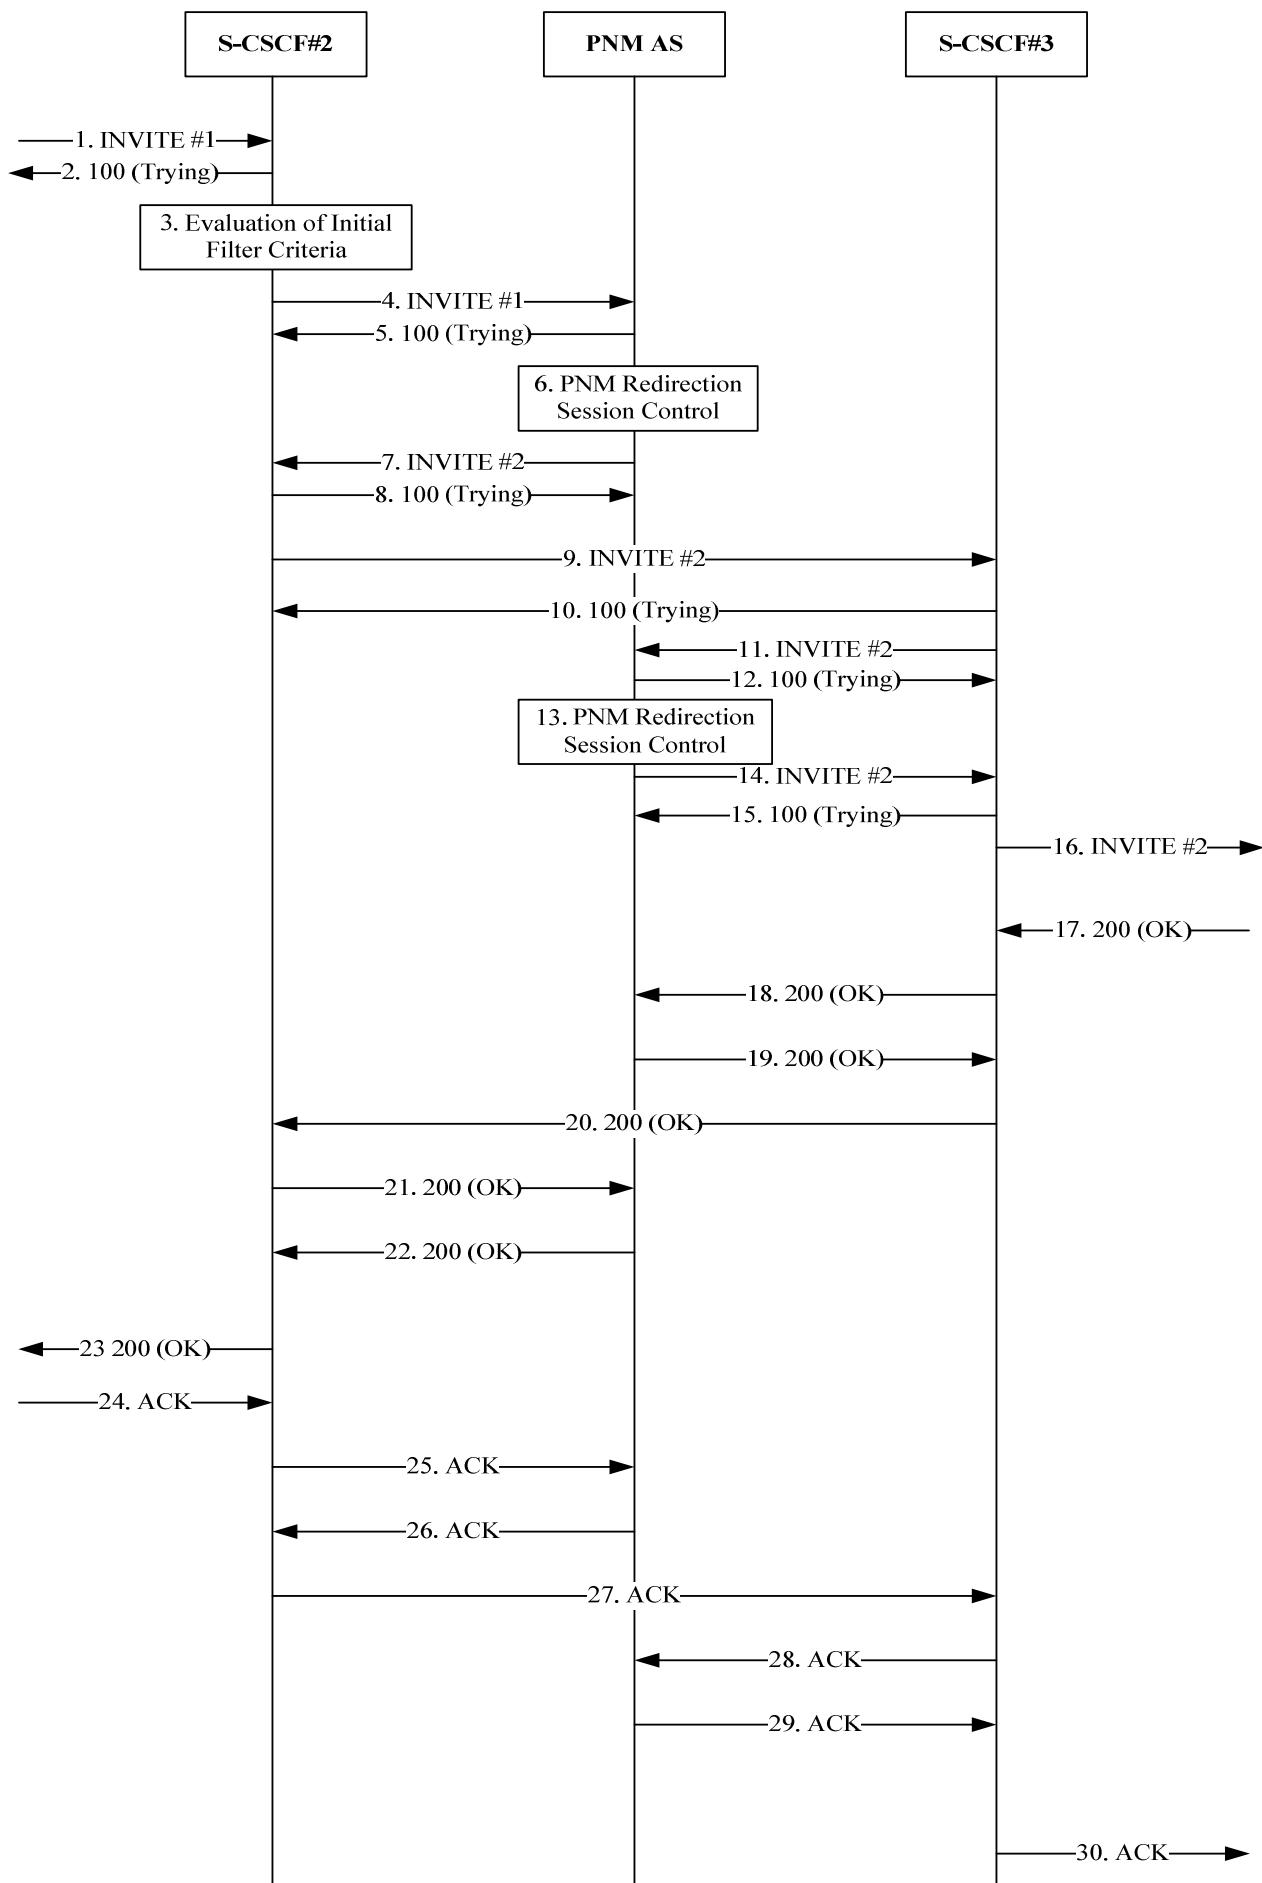 S-CSCF#2
PNM AS
S-CSCF#3
1. INVITE #1
2. 100 (Trying)
3. Evaluation of Initial
Filter Criteria
4. INVITE #1
5. 100 (Trying)
6. PNM Redirection
Session Control
7. INVITE #2
8. 100 (Trying)
9. INVITE #2
10. 100 (Trying)
11. INVITE #2
12. 100 (Trying)
13. PNM Redirection
Session Control
14. INVITE #2
15. 100 (Trying)
16. INVITE #2
17. 200 (OK)
18. 200 (OK)
19. 200 (OK)
20. 200 (OK)
21. 200 (OK)
22. 200 (OK)
23 200 (OK)
24. ACK
25. ACK
26. ACK
27. ACK
28. ACK
29. ACK
30. ACK